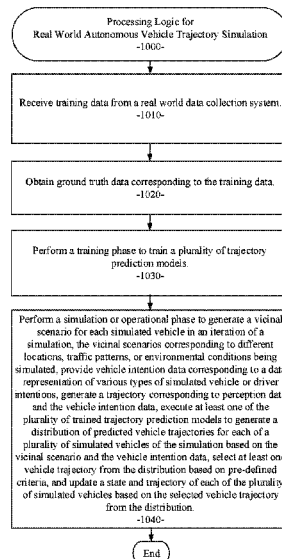 Processing Logic for
Real World Autonomous Vehicle Trajectory Simulation
-1000-
Receive training data from a real world data collection system.
-1010-
Obtain ground truth data corresponding to the training data.
-1020-
Perform a training phase to train a plurality of trajectory
prediction models.
-1030-
Perform a simulation or operational phase to generate a vicinal
scenario for each simulated vehicle in an iteration of a
simulation, the vicinal scenarios corresponding to different
locations, traffic patterns, or environmental conditions being
simulated, provide vehicle intention data corresponding to a data
representation of various types of simulated vehicle or driver
intentions, generate a trajectory corresponding to perception data
and the vehicle intention data, execute at least one of the
plurality of trained trajectory prediction models to generate a
distribution of predicted vehicle trajectories for each of a
plurality of simulated vehicles of the simulation based on the
vicinal scenario and the vehicle intention data, select at least one
vehicle trajectory from the distribution based on pre-defined
criteria, and update a state and trajectory of each of the plurality
of simulated vehicles based on the selected vehicle trajectory
from the distribution.
-1040-
End